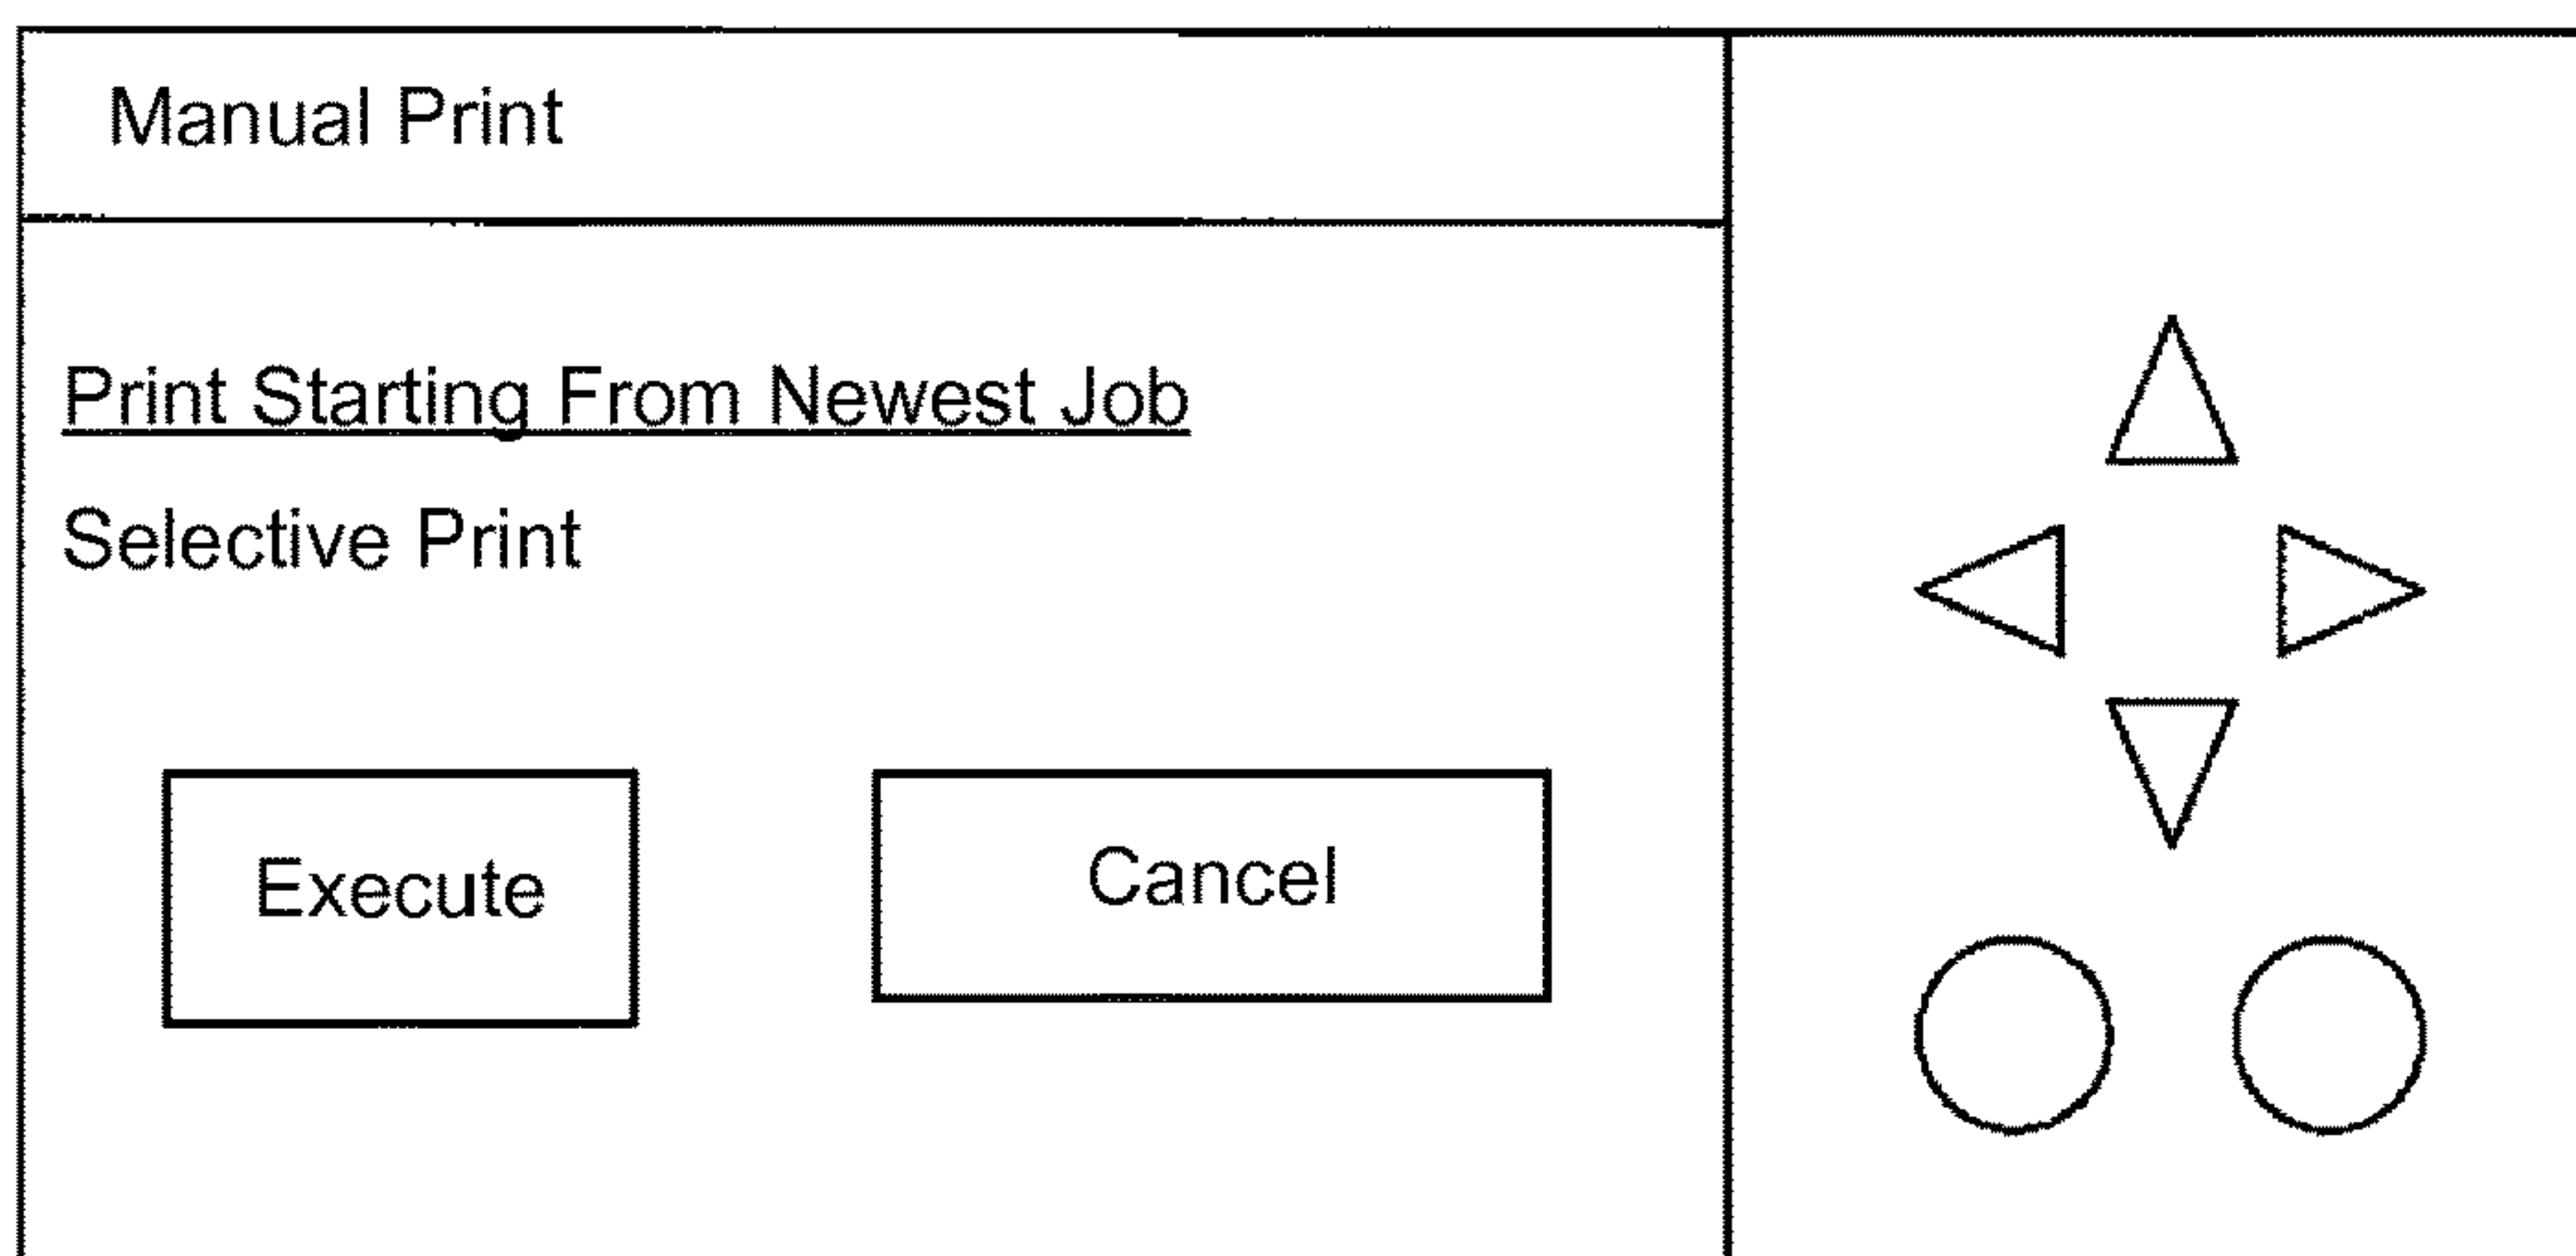 Manual Print
Print Starting From Newest Job
Selective Print
Execute
Cancel